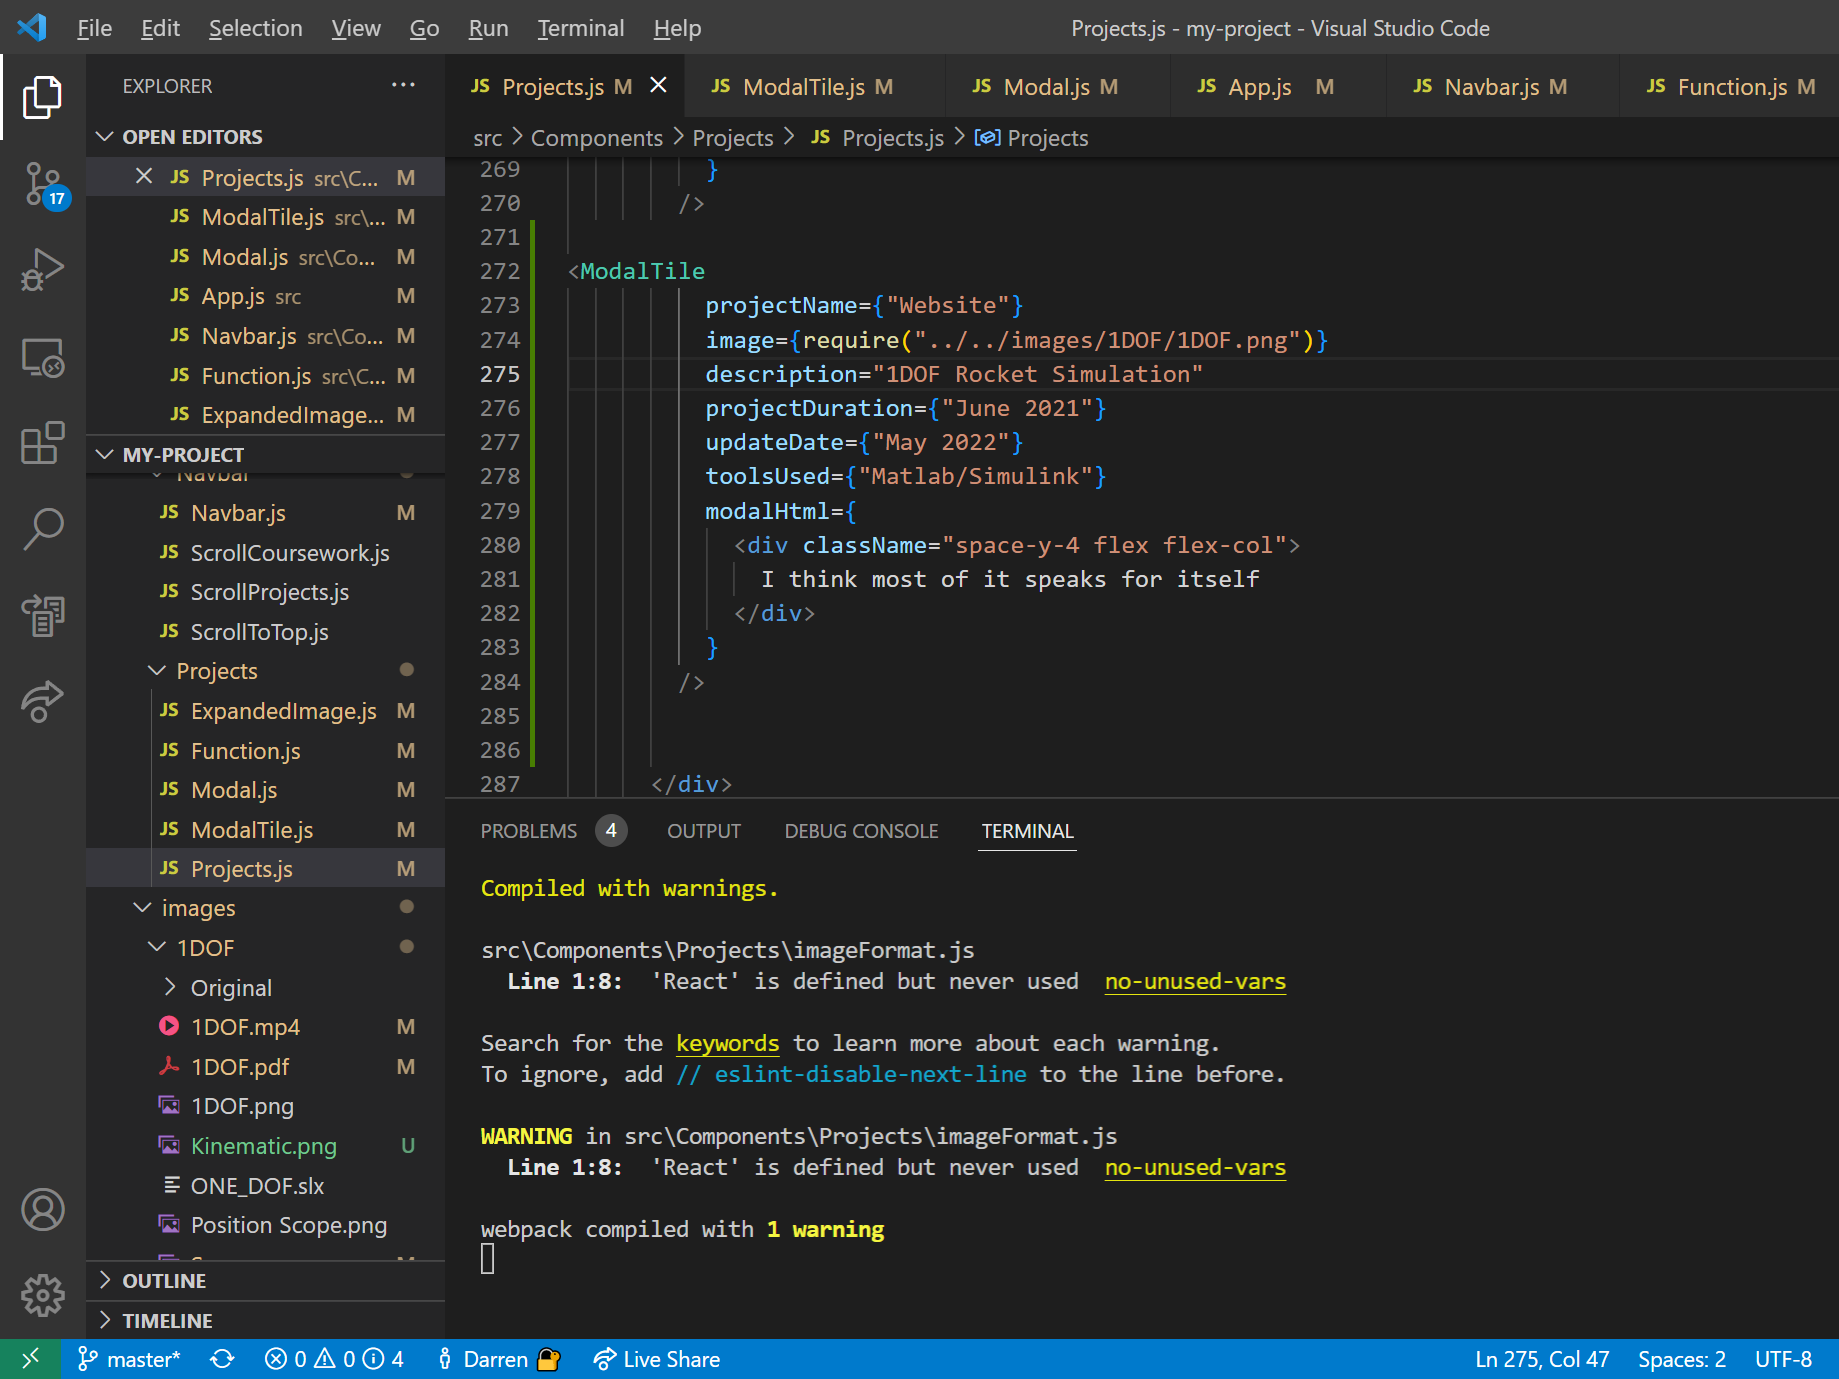 File Edit Selection View Go Run Terminal Help Projects.js - my-project - Visual Studio Code
EXPLORER ...
OPEN EDITORS
JS Projects.js src\C... M
JS ModalTile.js src\... M
JS Modal.js src\Co... M
JS App.js src M
JS Navbar.js src\Co... M
JS Function.js src\C... M
JS ExpandedImage... M
MY-PROJECT
Navbar
JS Navbar.js M
JS ScrollCoursework.js
JS ScrollProjects.js
JS ScrollToTop.js
Projects
JS ExpandedImage.js M
JS Function.js M
JS Modal.js M
JS ModalTile.js M
JS Projects.js M
images
1DOF
Original
1DOF.mp4 M
1DOF.pdf M
1DOF.png
Kinematic.png U
ONE_DOF.slx
Position Scope.png
OUTLINE
TIMELINE
17
JS Projects.js M JS ModalTile.js M JS Modal.js M JS App.js M JS Navbar.js M JS Function.js M
src > Components > Projects > JS Projects.js > Projects
269 }
270 />
271
272 <ModalTile
273 projectName={"Website"}
274 image={require("../../images/1DOF/1DOF.png")}
275 description="1DOF Rocket Simulation"
276 projectDuration={"June 2021"}
277 updateDate={"May 2022"}
278 toolsUsed={"Matlab/Simulink"}
279 modalHtml={
280 <div className="space-y-4 flex flex-col">
281 I think most of it speaks for itself
282 </div>
283 }
284 />
285
286
287 </div>
PROBLEMS 4 OUTPUT DEBUG CONSOLE TERMINAL
Compiled with warnings.
src\Components\Projects\imageFormat.js
Line 1:8: 'React' is defined but never used no-unused-vars
Search for the keywords to learn more about each warning.
To ignore, add // eslint-disable-next-line to the line before.
WARNING in src\Components\Projects\imageFormat.js
Line 1:8: 'React' is defined but never used no-unused-vars
webpack compiled with 1 warning
master* 0 0 4 Darren Live Share Ln 275, Col 47 Spaces: 2 UTF-8